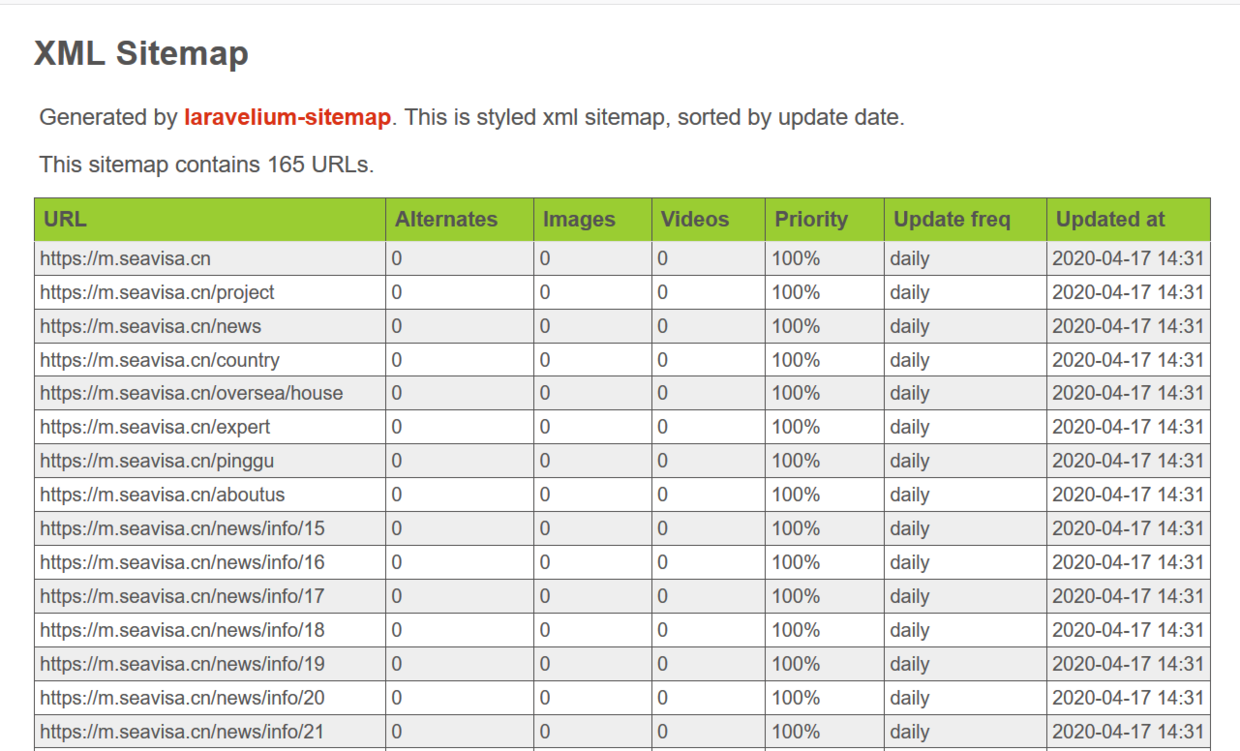 XML Sitemap
Generated by laravelium-sitemap. This is styled xml sitemap, sorted by update date.
This sitemap contains 165 URLs.
URL Alternates Images Videos Priority Update freq Updated at
https://m.seavisa.cn 0 0 0 100% daily 2020-04-17 14:31
https://m.seavisa.cn/project 0 0 0 100% daily 2020-04-17 14:31
https://m.seavisa.cn/news 0 0 0 100% daily 2020-04-17 14:31
https://m.seavisa.cn/country 0 0 0 100% daily 2020-04-17 14:31
https://m.seavisa.cn/oversea/house 0 0 0 100% daily 2020-04-17 14:31
https://m.seavisa.cn/expert 0 0 0 100% daily 2020-04-17 14:31
https://m.seavisa.cn/pinggu 0 0 0 100% daily 2020-04-17 14:31
https://m.seavisa.cn/aboutus 0 0 0 100% daily 2020-04-17 14:31
https://m.seavisa.cn/news/info/15 0 0 0 100% daily 2020-04-17 14:31
https://m.seavisa.cn/news/info/16 0 0 0 100% daily 2020-04-17 14:31
https://m.seavisa.cn/news/info/17 0 0 0 100% daily 2020-04-17 14:31
https://m.seavisa.cn/news/info/18 0 0 0 100% daily 2020-04-17 14:31
https://m.seavisa.cn/news/info/19 0 0 0 100% daily 2020-04-17 14:31
https://m.seavisa.cn/news/info/20 0 0 0 100% daily 2020-04-17 14:31
https://m.seavisa.cn/news/info/21 0 0 0 100% daily 2020-04-17 14:31